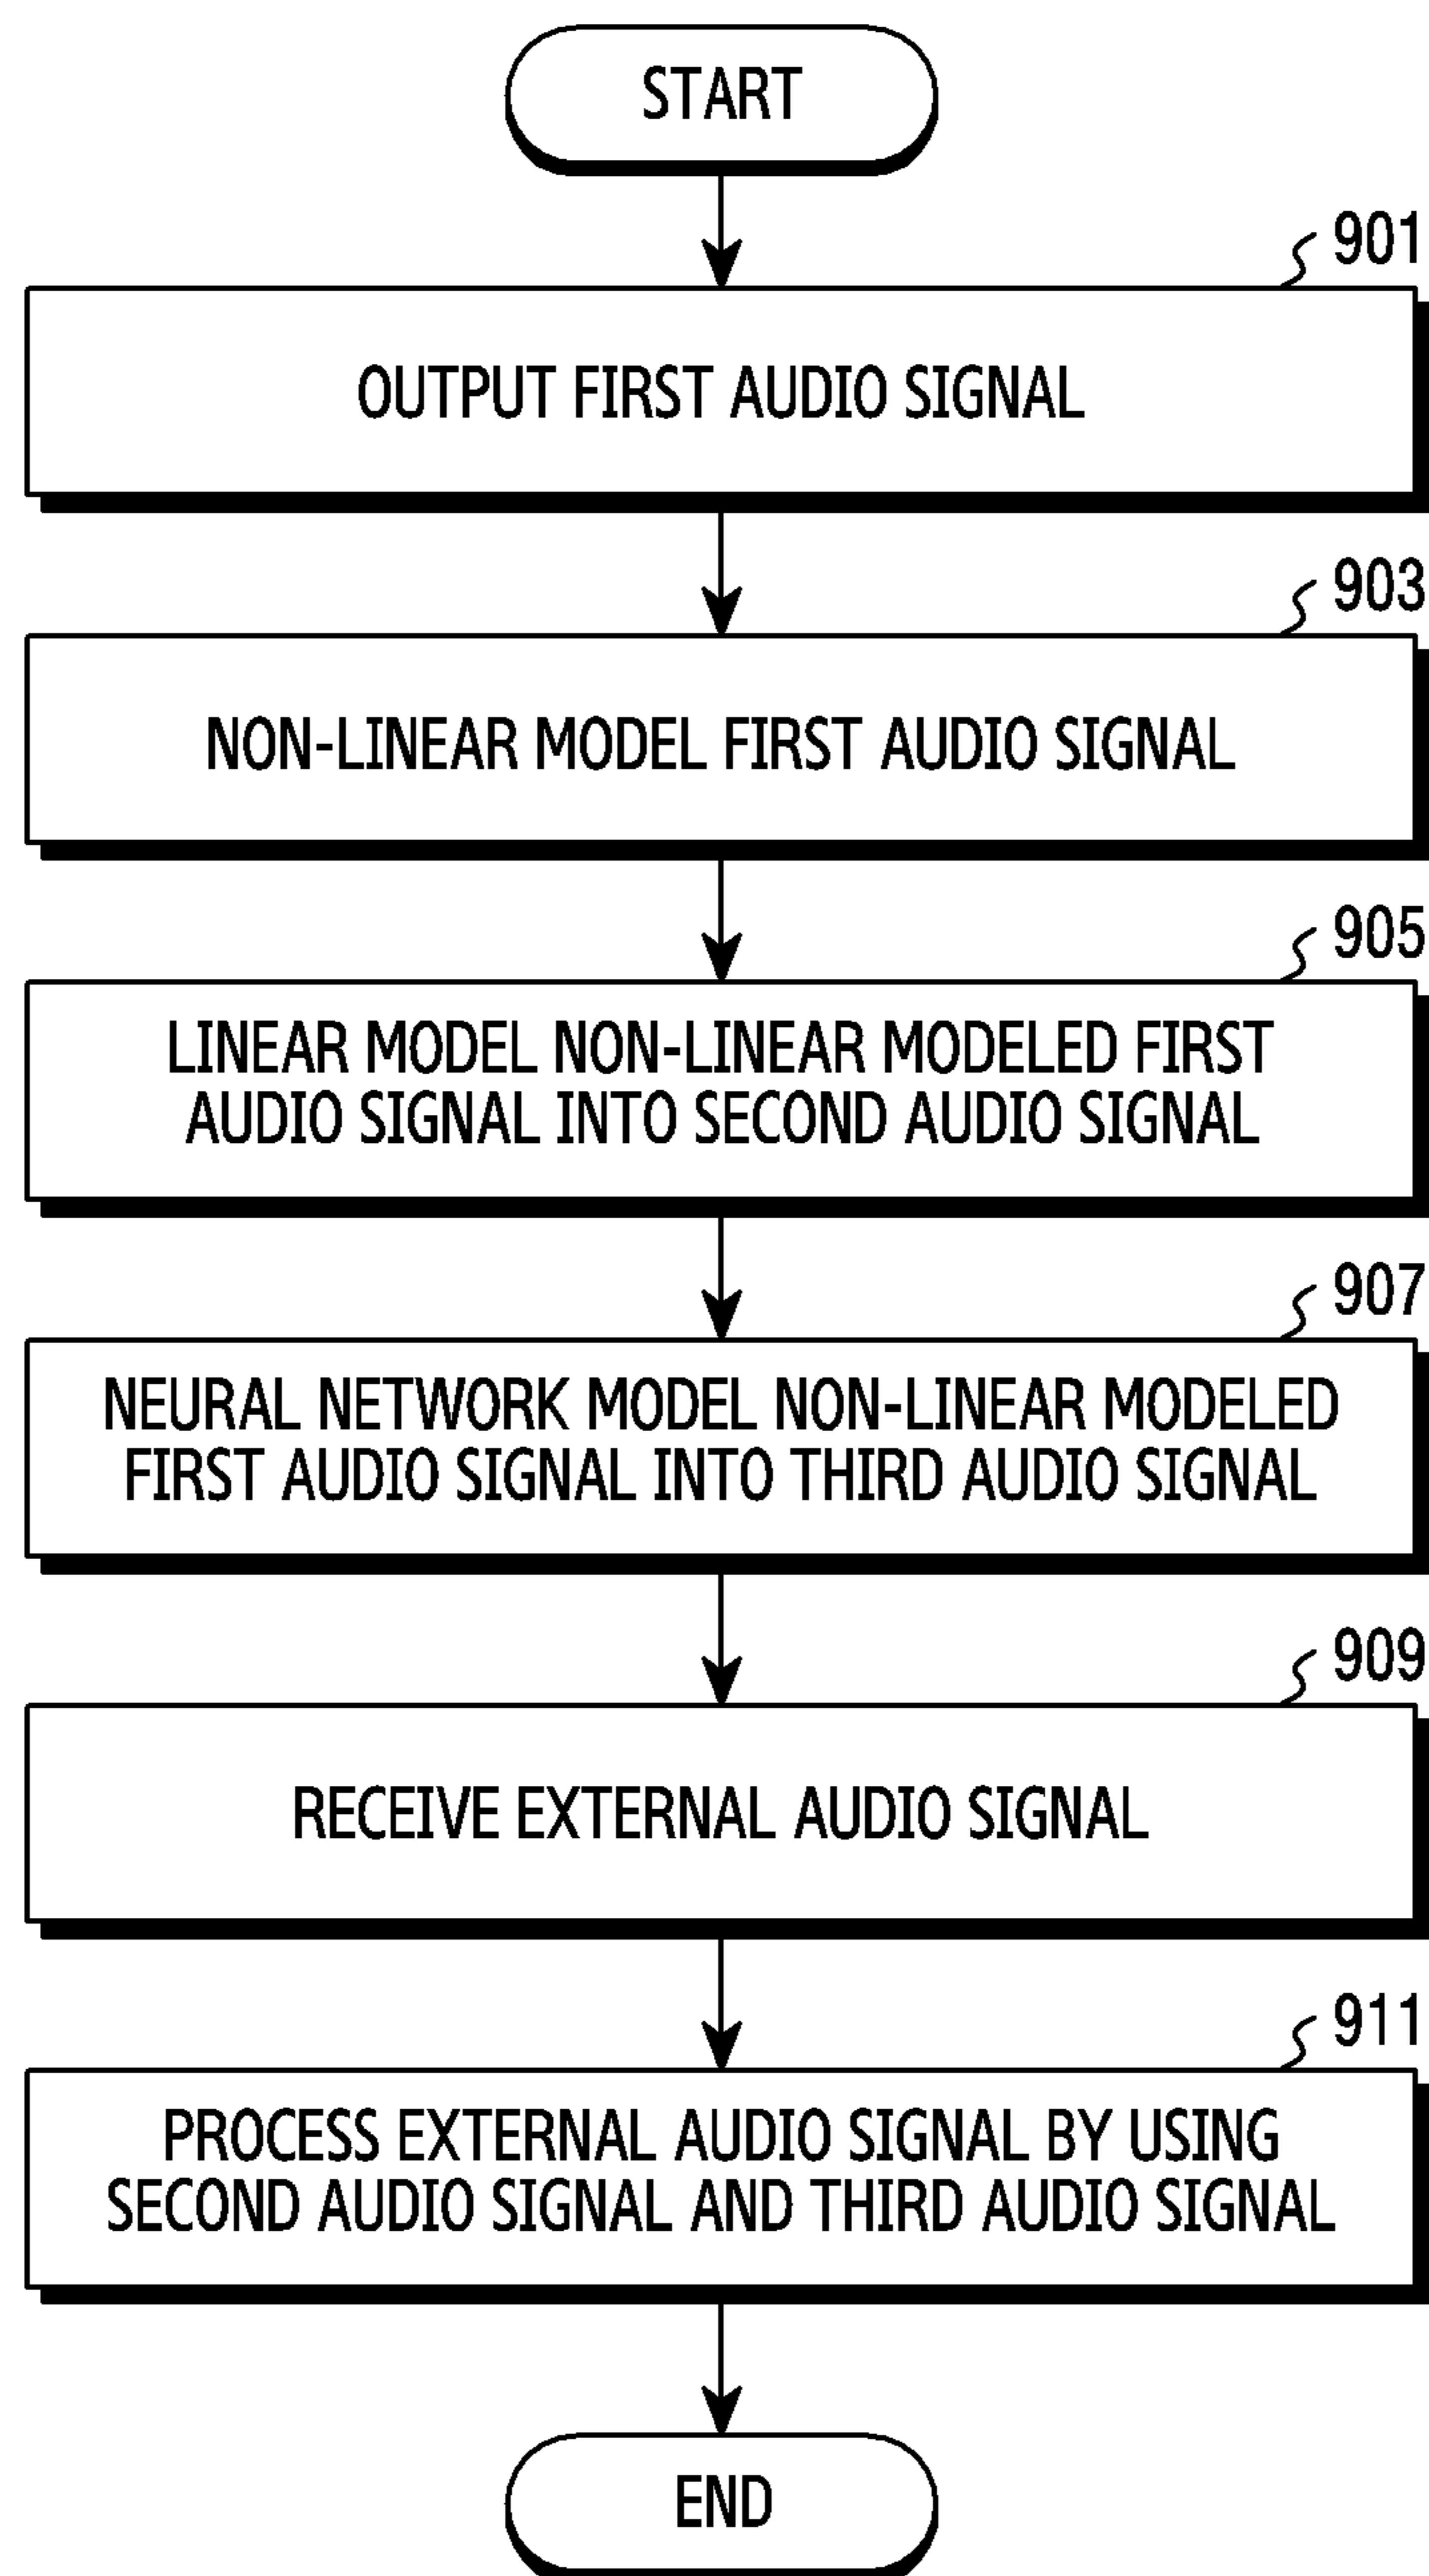 START
901
OUTPUT FIRST AUDIO SIGNAL
903
NON-LINEAR MODEL FIRST AUDIO SIGNAL
905
LINEAR MODEL NON-LINEAR MODELED FIRST
AUDIO SIGNAL INTO SECOND AUDIO SIGNAL
907
NEURAL NETWORK MODEL NON-LINEAR MODELED
FIRST AUDIO SIGNAL INTO THIRD AUDIO SIGNAL
909
RECEIVE EXTERNAL AUDIO SIGNAL
911
PROCESS EXTERNAL AUDIO SIGNAL BY USING
SECOND AUDIO SIGNAL AND THIRD AUDIO SIGNAL
END